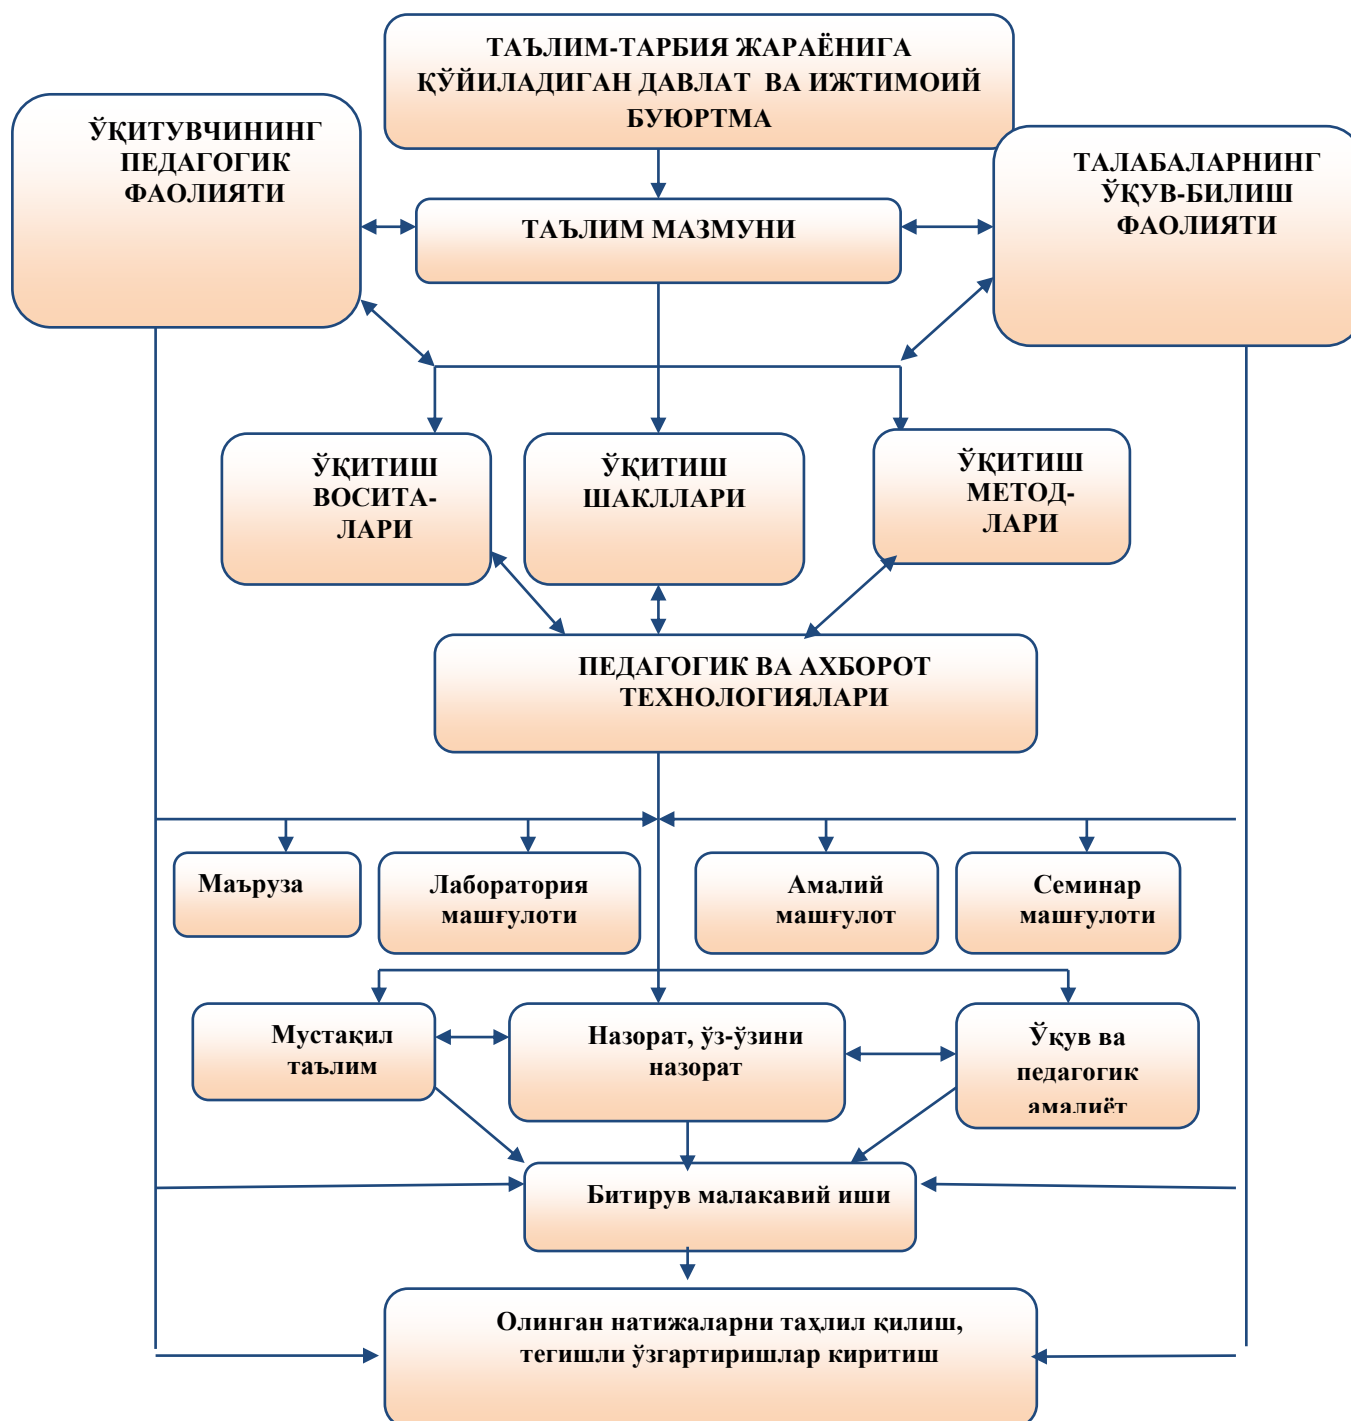 ТАЪЛИМ-ТАРБИЯ ЖАРАЁНИГА
ҚЎЙИЛАДИГАН ДАВЛАТ ВА ИЖТИМОИЙ
БУЮРТМА
ЎҚИТУВЧИНИНГ
ПЕДАГОГИК
ФАОЛИЯТИ
ТАЛАБАЛАРНИНГ
ЎҚУВ-БИЛИШ
ФАОЛИЯТИ
ТАЪЛИМ МАЗМУНИ
ЎҚИТИШ
ВОСИТА-
ЛАРИ
ЎҚИТИШ
ШАКЛЛАРИ
ЎҚИТИШ
МЕТОД-
ЛАРИ
ПЕДАГОГИК ВА АХБОРОТ
ТЕХНОЛОГИЯЛАРИ
Маъруза
Лаборатория
машғулоти
Амалий
машғулот
Семинар
машғулоти
Мустақил
таълим
Назорат, ўз-ўзини
назорат
Ўқув ва
педагогик
амалиёт
Битирув малакавий иши
Олинган натижаларни таҳлил қилиш,
тегишли ўзгартиришлар киритиш